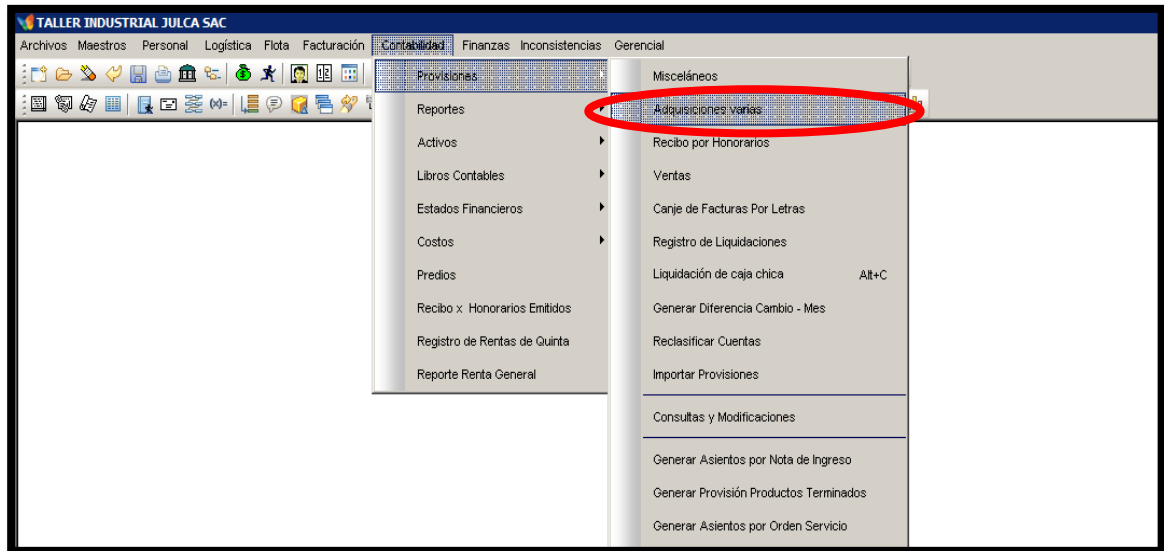 TALLER INDUSTRIAL JULCA SAC
Archivos Maestros Personal Logística Flota Facturación Contabilidad Finanzas Inconsistencias Gerencial
Provisiones
Reportes
Activos
Libros Contables
Estados Financieros
Costos
Predios
Recibo x Honorarios Emitidos
Registro de Rentas de Quinta
Reporte Renta General
Misceláneos
Adquisiciones varias
Recibo por Honorarios
Ventas
Canje de Facturas Por Letras
Registro de Liquidaciones
Liquidación de caja chica Alt+C
Generar Diferencia Cambio - Mes
Reclasificar Cuentas
Importar Provisiones
Consultas y Modificaciones
Generar Asientos por Nota de Ingreso
Generar Provisión Productos Terminados
Generar Asientos por Orden Servicio